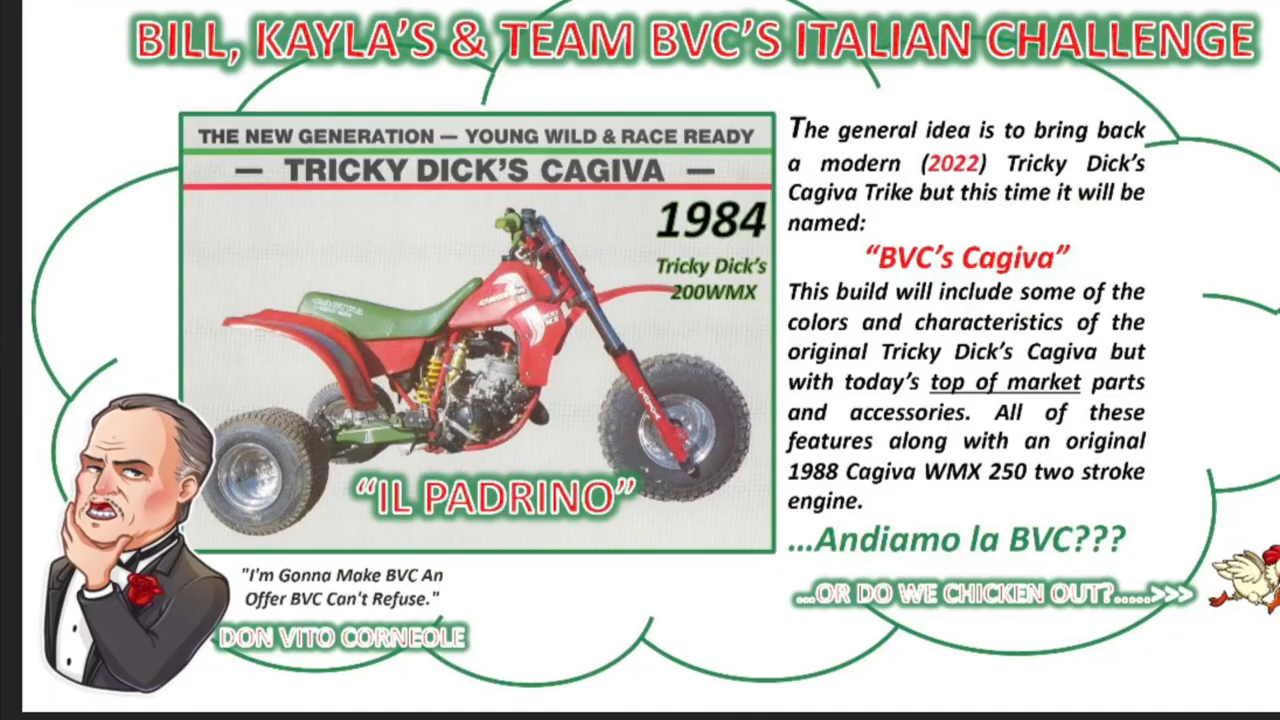 BILL, KAYLA'S & TEAM BVC'S ITALIAN CHALLENGE
THE NEW GENERATION — YOUNG WILD & RACE READY
— TRICKY DICK'S CAGIVA —
1984
Tricky Dick's
200WMX
"IL PADRINO"
The general idea is to bring back
a modern (2022) Tricky Dick's
Cagiva Trike but this time it will be
named:
"BVC's Cagiva"
This build will include some of the
colors and characteristics of the
original Tricky Dick's Cagiva but
with today's top of market parts
and accessories. All of these
features along with an original
1988 Cagiva WMX 250 two stroke
engine.
...Andiamo la BVC???
...OR DO WE CHICKEN OUT?.....>>>
"I'm Gonna Make BVC An
Offer BVC Can't Refuse."
DON VITO CORNEOLE